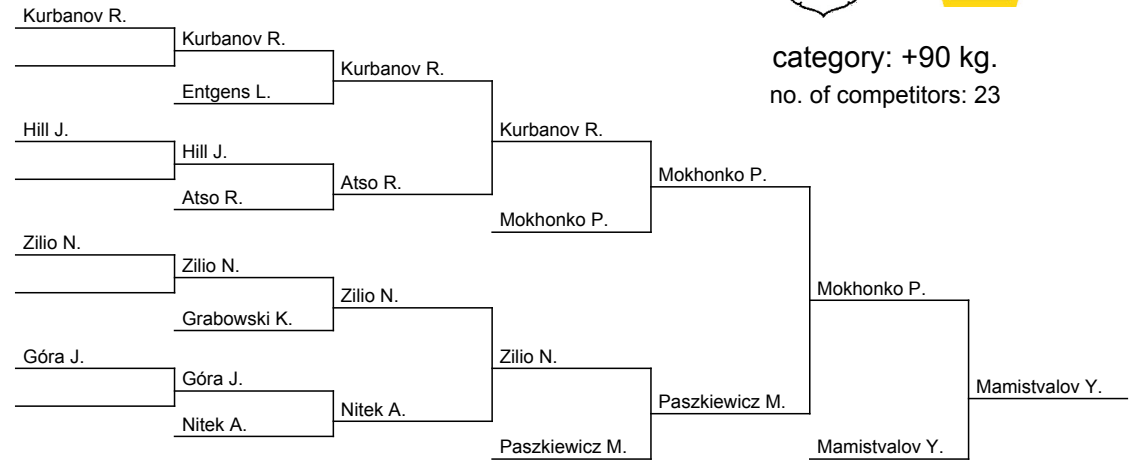 Kurbanov R.
Kurbanov R.
category: +90 kg.
Kurbanov R.
Entgens L.
no. of competitors: 23
Hill J.
Kurbanov R.
Hill J.
Mokhonko P.
Atso R.
Atso R.
Mokhonko P.
Zilio N.
Zilio N.
Mokhonko P.
Zilio N.
Grabowski K.
Góra J.
Zilio N.
Góra J.
Mamistvalov Y.
Paszkiewicz M.
Nitek A.
Nitek A.
Paszkiewicz M.
Mamistvalov Y.